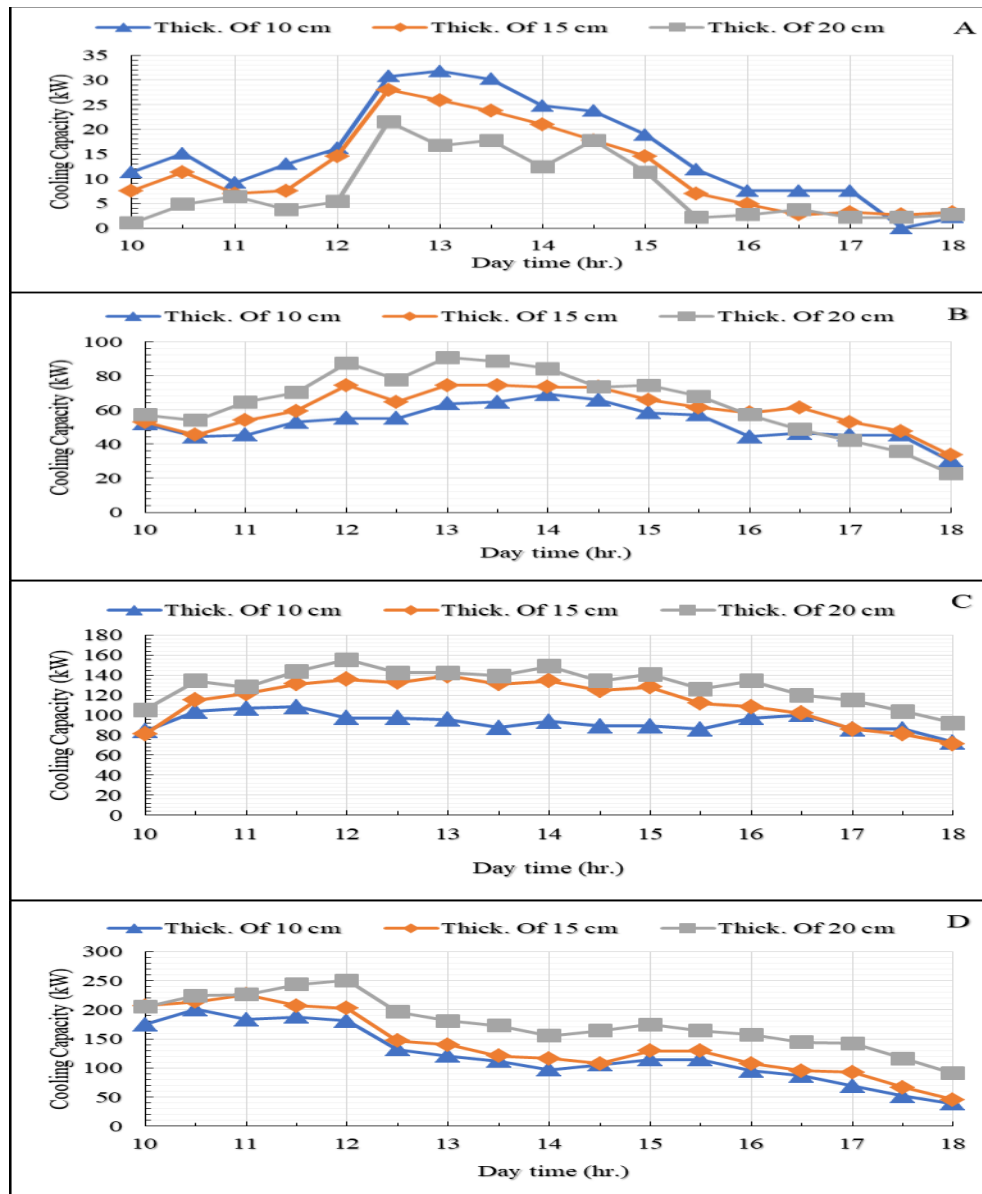 A
Thick. Of 10 cm Thick. Of 15 cm Thick. Of 20 cm
Cooling Capacity (kW)
35
30
25
20
15
10
5
0
10 11 12 13 14 15 16 17 18
Day time (hr.)
B
Thick. Of 10 cm Thick. Of 15 cm Thick. Of 20 cm
Cooling Capacity (kW)
100
80
60
40
20
0
10 11 12 13 14 15 16 17 18
Day time (hr.)
C
Thick. Of 10 cm Thick. Of 15 cm Thick. Of 20 cm
Cooling Capacity (kW)
180
160
140
120
100
80
60
40
20
0
10 11 12 13 14 15 16 17 18
Day time (hr.)
D
Thick. Of 10 cm Thick. Of 15 cm Thick. Of 20 cm
Cooling Capacity (kW)
300
250
200
150
100
50
0
10 11 12 13 14 15 16 17 18
Day time (hr.)